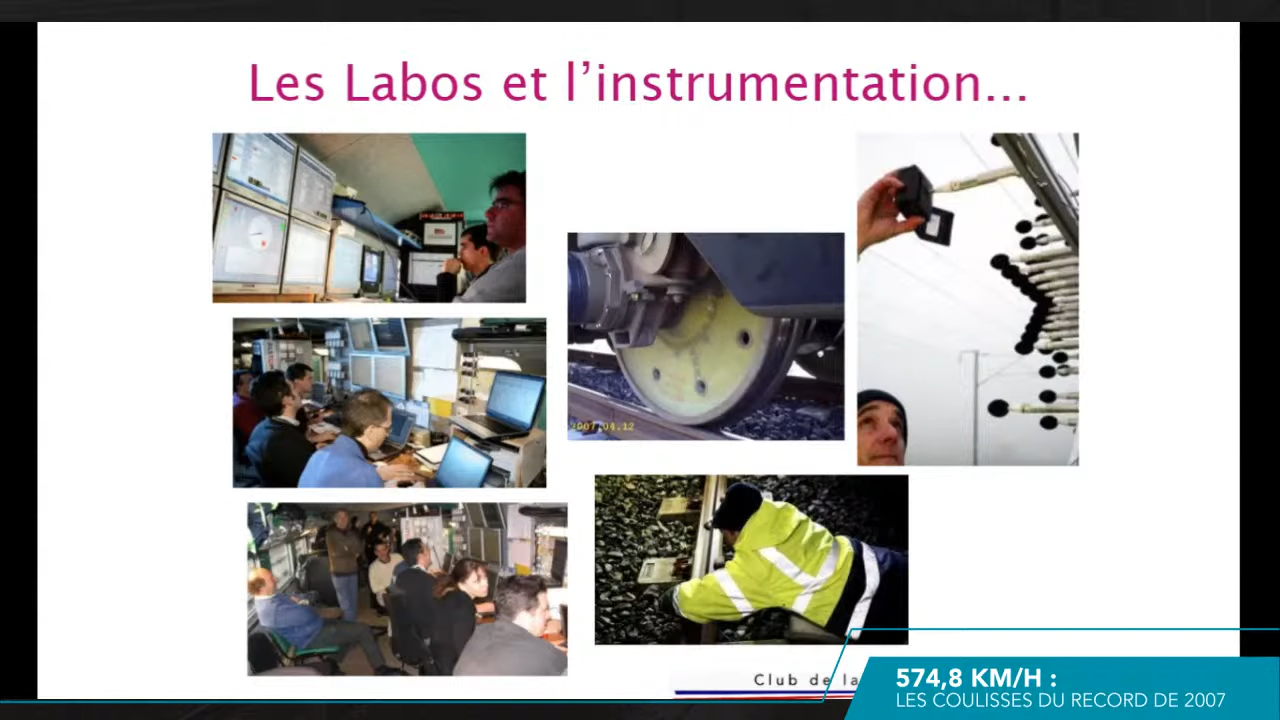 Les Labos et l’instrumentation...
2007.04.12
Club de la
574,8 KM/H :
LES COULISSES DU RECORD DE 2007